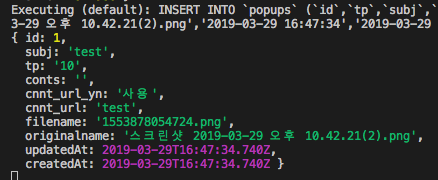 Executing (default): INSERT INTO `popups` (`id`,`tp`,`subj`,`
3-29 오후 10.42.21(2).png','2019-03-29 16:47:34','2019-03-29
{ id: 1,
subj: 'test',
tp: '10',
conts: '',
cnnt_url_yn: '사용',
cnnt_url: 'test',
filename: '1553878054724.png',
originalname: '스크린샷 2019-03-29 오후 10.42.21(2).png',
updatedAt: 2019-03-29T16:47:34.740Z,
createdAt: 2019-03-29T16:47:34.740Z }